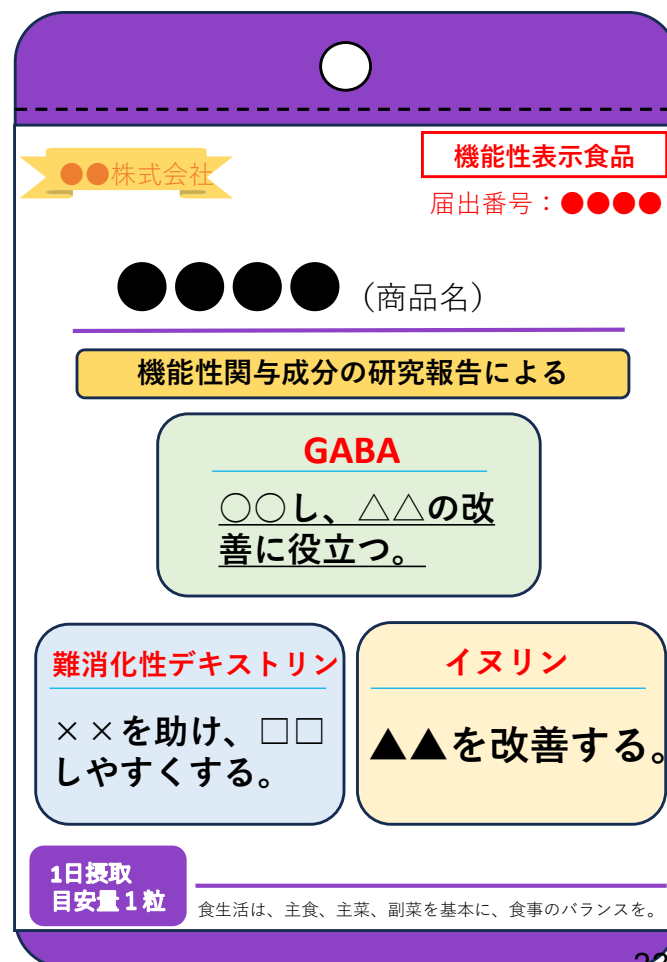 ●●株式会社
機能性表示食品
届出番号：●●●●
●●●●（商品名）
機能性関与成分の研究報告による
GABA
○○し、△△の改
善に役立つ。
難消化性デキストリン
××を助け、□□
しやすくする。
イヌリン
▲▲を改善する。
1日摂取
目安量１粒
食生活は、主食、主菜、副菜を基本に、食事のバランスを。